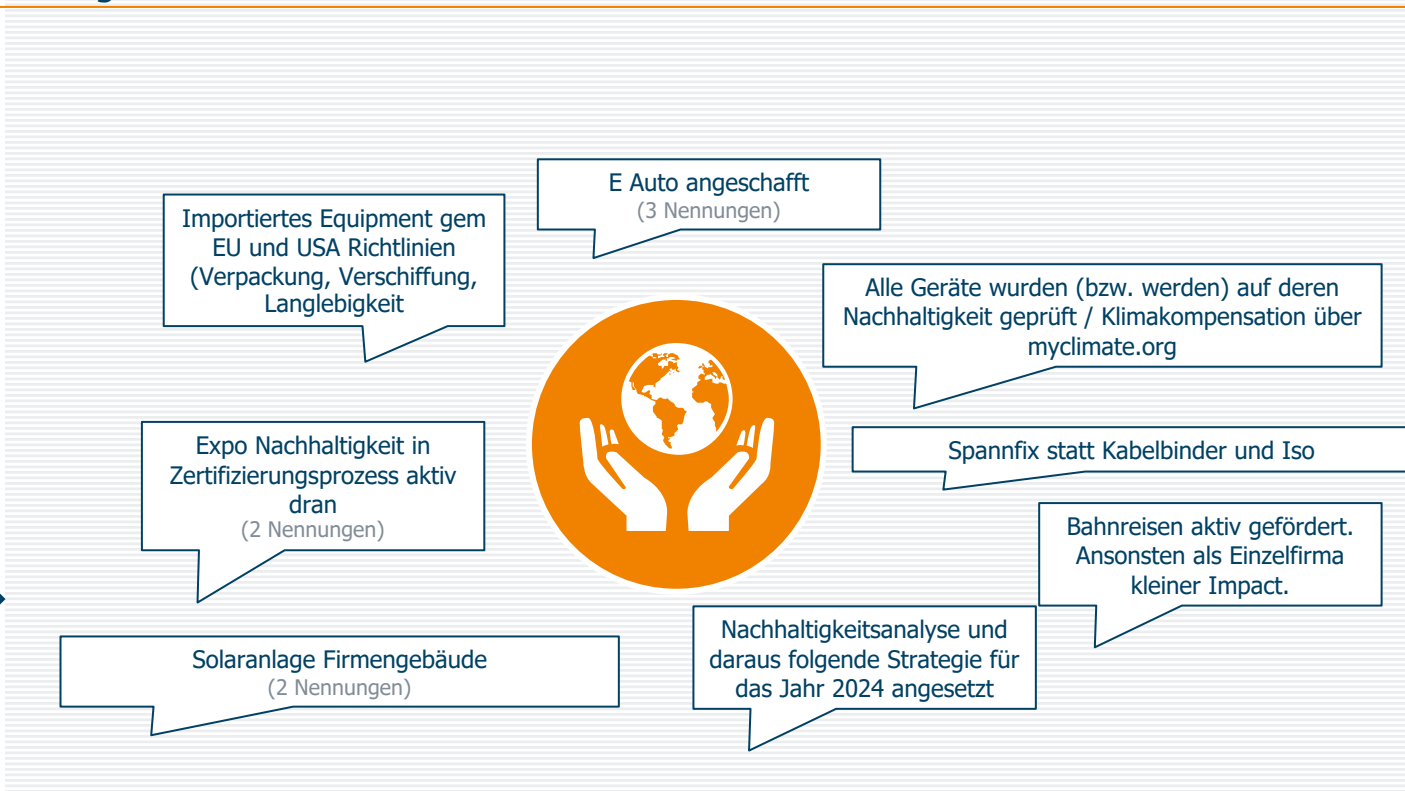 E Auto angeschafft
(3 Nennungen)
Importiertes Equipment gem
EU und USA Richtlinien
(Verpackung, Verschiffung,
Langlebigkeit
Alle Geräte wurden (bzw. werden) auf deren
Nachhaltigkeit geprüft / Klimakompensation über
myclimate.org
Expo Nachhaltigkeit in
Zertifizierungsprozess aktiv
dran
(2 Nennungen)
Spannfix statt Kabelbinder und Iso
Bahnreisen aktiv gefördert.
Ansonsten als Einzelfirma
kleiner Impact.
Solaranlage Firmengebäude
(2 Nennungen)
Nachhaltigkeitsanalyse und
daraus folgende Strategie für
das Jahr 2024 angesetzt